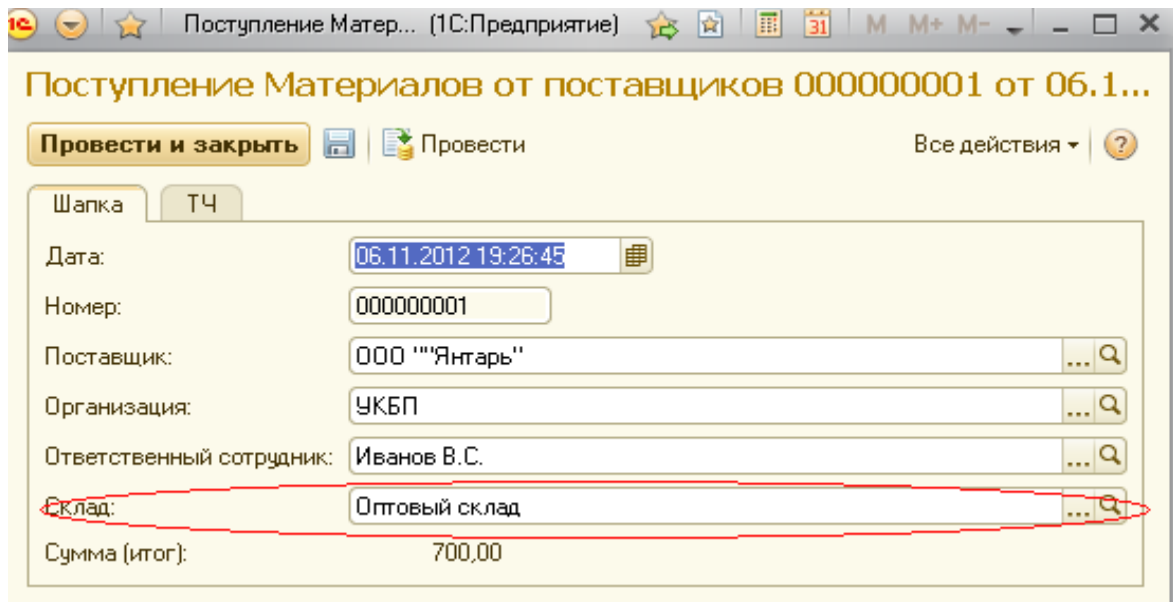 1С Поступление Матер... (1С:Предприятие) 31 M M+ M-
Поступление Материалов от поставщиков 000000001 от 06.1...
Провести и закрыть Провести Все действия ?
Шапка ТЧ
Дата: 06.11.2012 19:26:45
Номер: 000000001
Поставщик: ООО ""Янтарь" ...
Организация: УКБП ...
Ответственный сотрудник: Иванов В.С. ...
Склад: Оптовый склад ...
Сумма (итог): 700,00